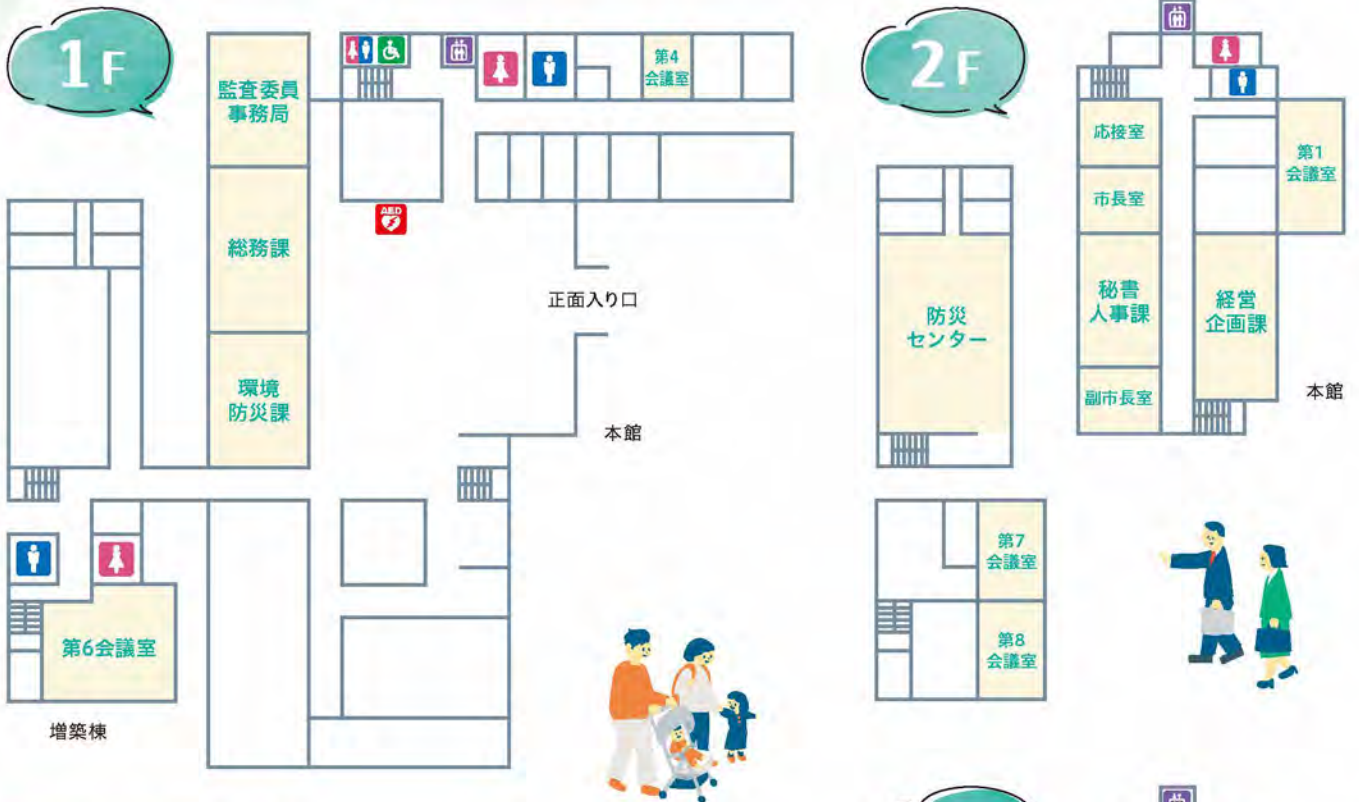 1F
監査委員
事務局
総務課
環境
防災課
第4
会議室
AED
正面入り口
本館
第6会議室
増築棟
2F
応接室
市長室
秘書
人事課
副市長室
第1
会議室
経営
企画課
本館
防災
センター
第7
会議室
第8
会議室